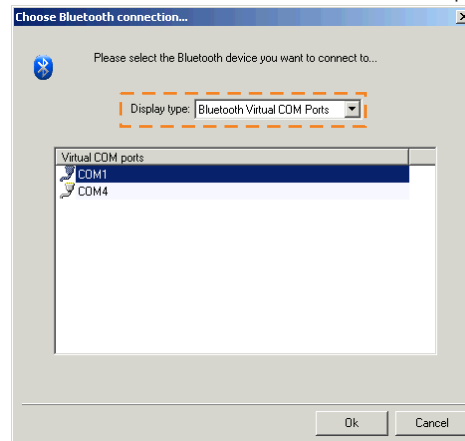 Choose Bluetooth connection...
Please select the Bluetooth device you want to connect to...
Display type: Bluetooth Virtual COM Ports
Virtual COM ports
COM1
COM4
Ok Cancel